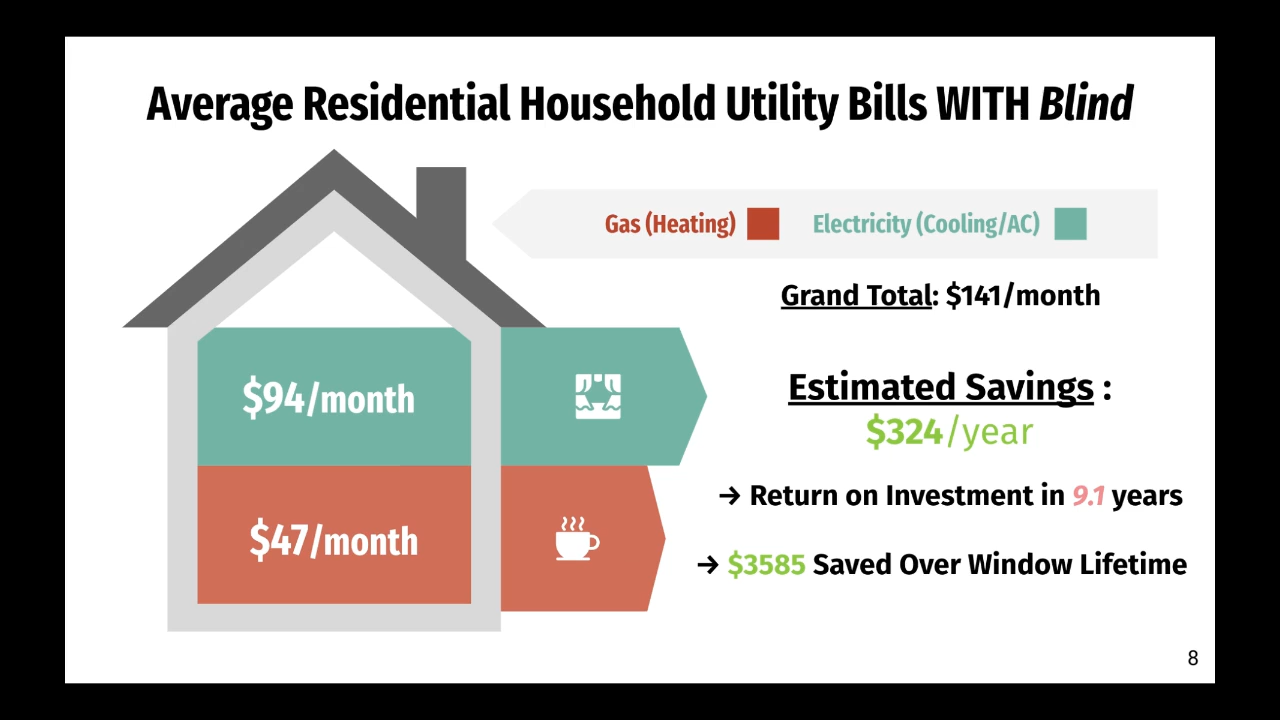 Average Residential Household Utility Bills WITH Blind
Gas (Heating)
Electricity (Cooling/AC)
Grand Total: $141/month
$94/month
Estimated Savings :
$324/year
→ Return on Investment in 9.1 years
$47/month
→ $3585 Saved Over Window Lifetime
8